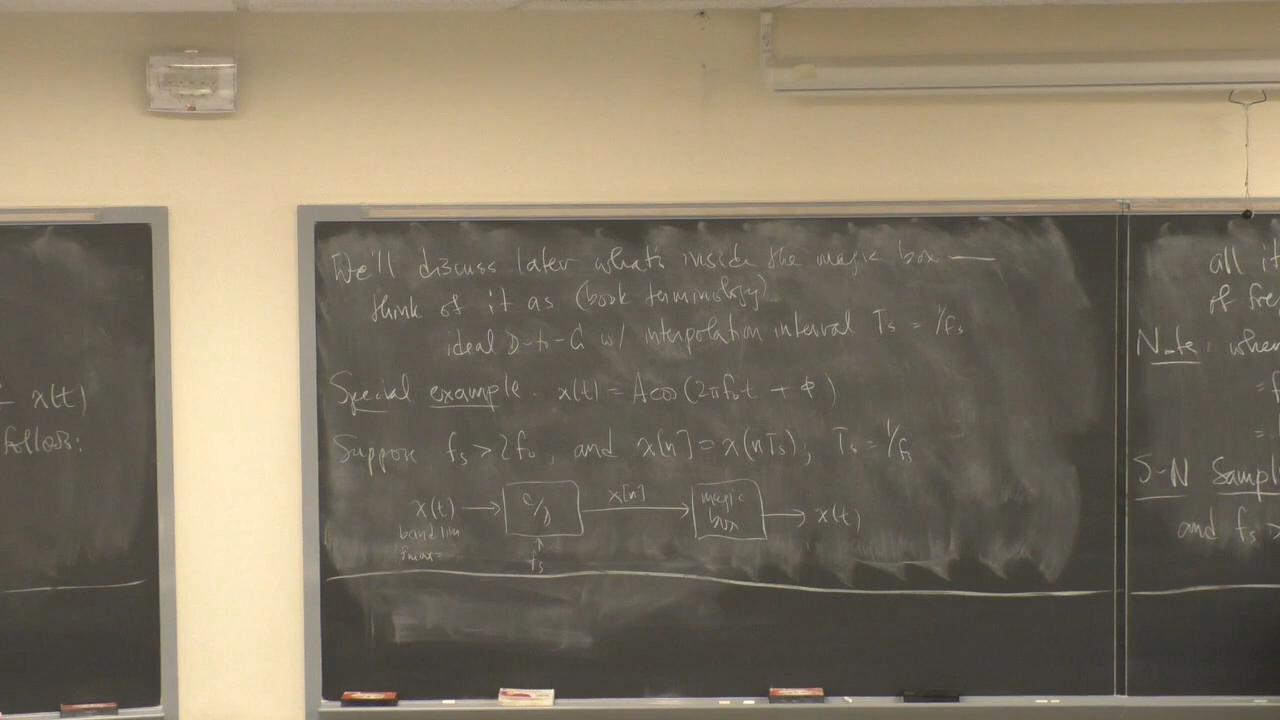 x(t)
follows:
We'll discuss later what's inside the magic box —
think of it as (book terminology)
ideal D-to-C w/ interpolation interval Ts = 1/fs
Special example. x(t) = A cos(2πf₀t + φ)
Suppose fs > 2f₀, and x[n] = x(nTs), Ts = 1/fs
x(t) → C/D x[n] → magic box → x(t)
band lim
fmax =
↑
fs
all it
if fre
Note: when
= f
=
S-N Sampl
and fs >